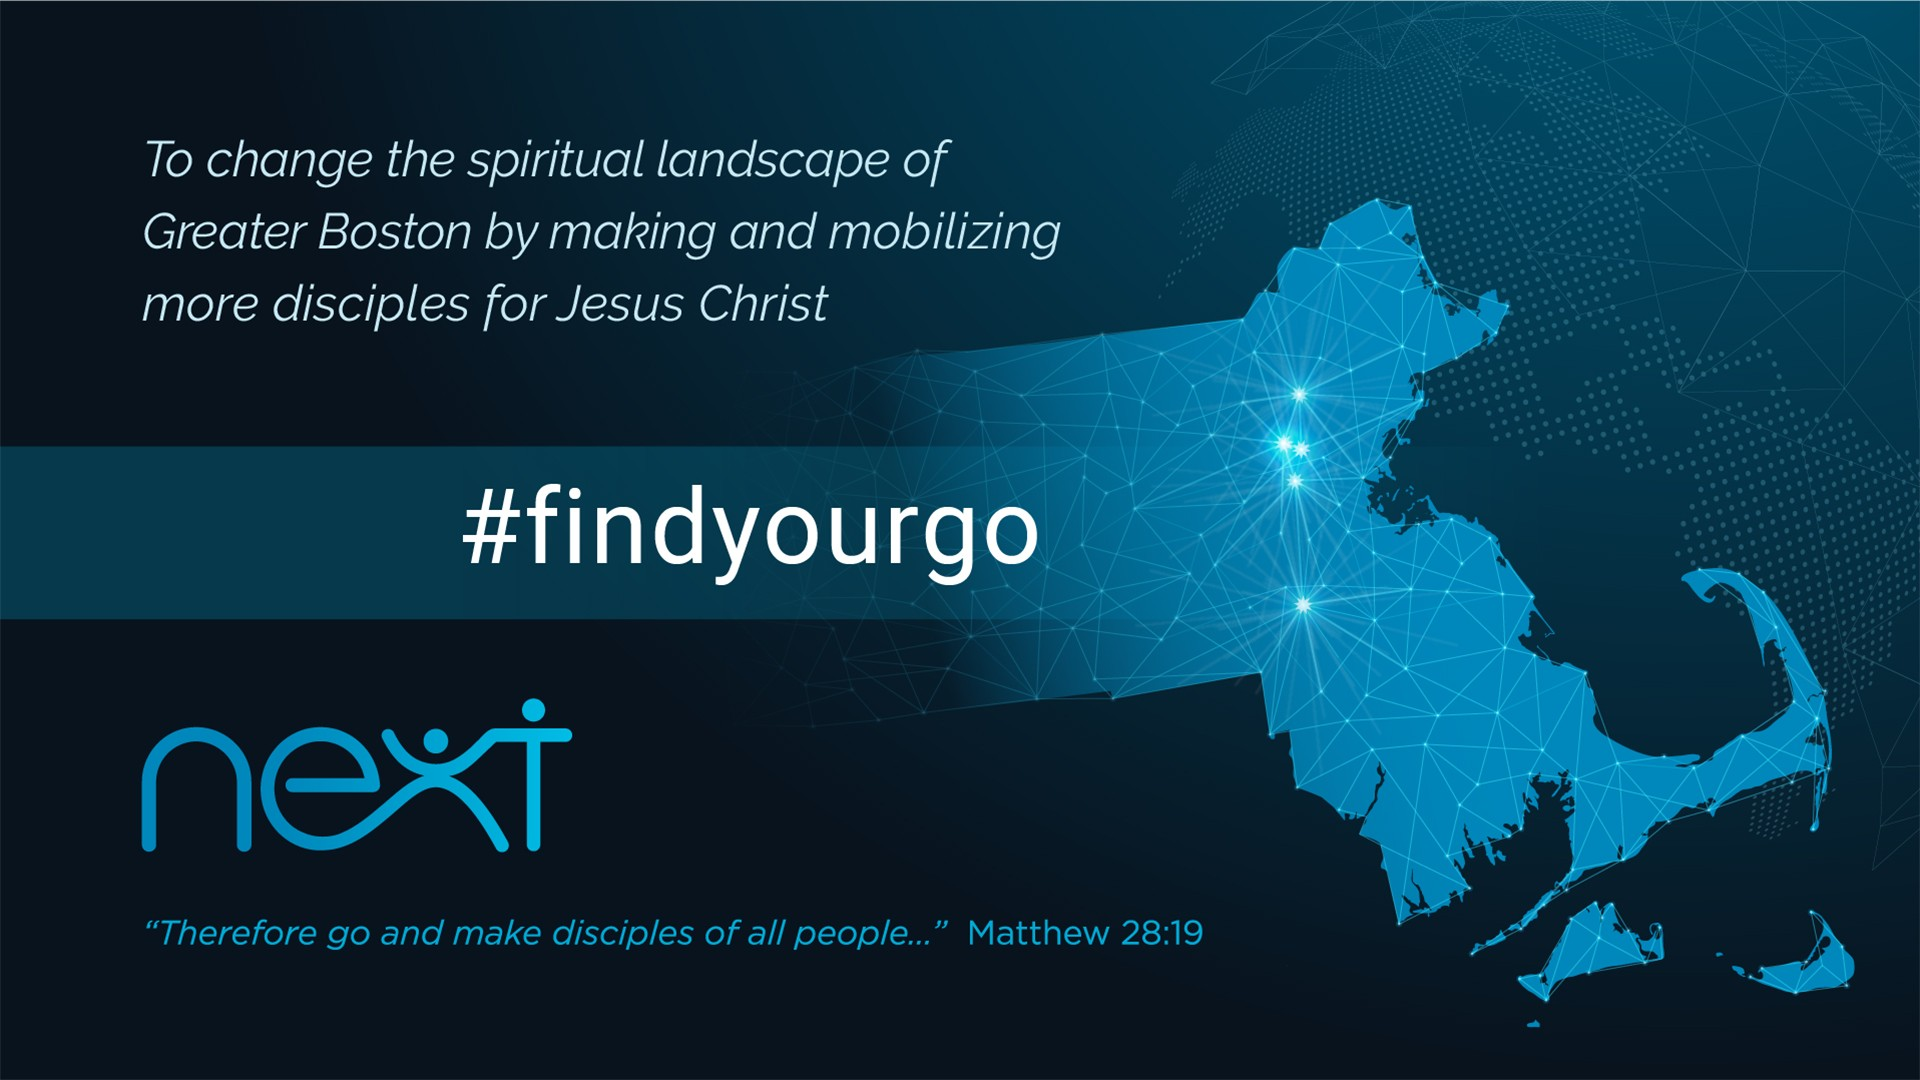 To change the spiritual landscape of
Greater Boston by making and mobilizing
more disciples for Jesus Christ
#findyourgo
next
“Therefore go and make disciples of all people...” Matthew 28:19